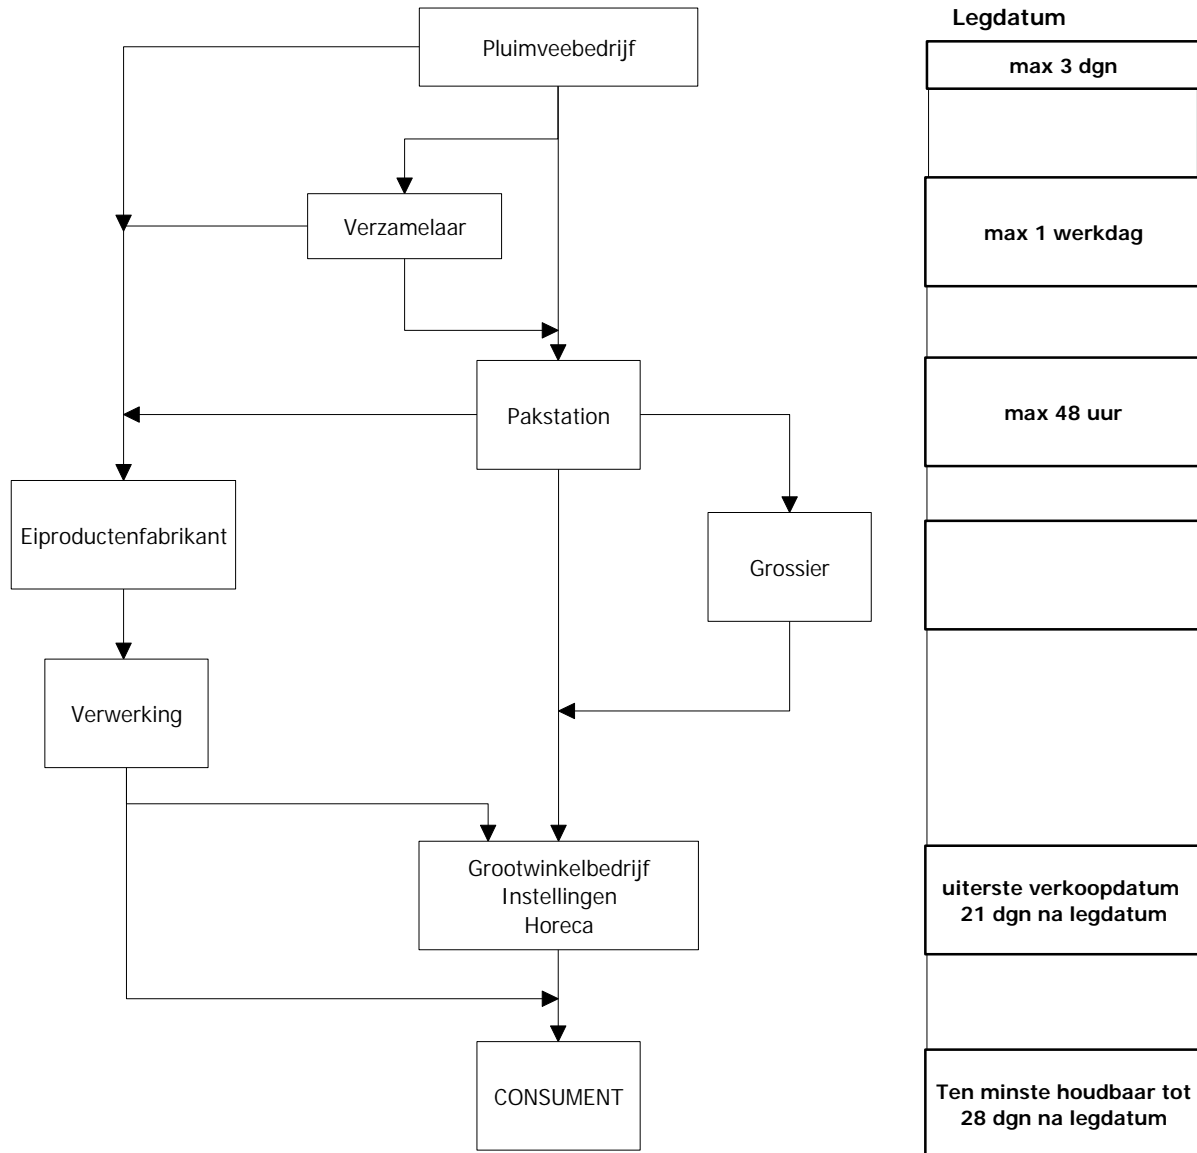 Legdatum
Pluimveebedrijf
max 3 dgn
Verzamelaar
max 1 werkdag
Pakstation
max 48 uur
Eiproductenfabrikant
Grossier
Verwerking
Grootwinkelbedrijf
Instellingen
Horeca
uiterste verkoopdatum
21 dgn na legdatum
CONSUMENT
Ten minste houdbaar tot
28 dgn na legdatum